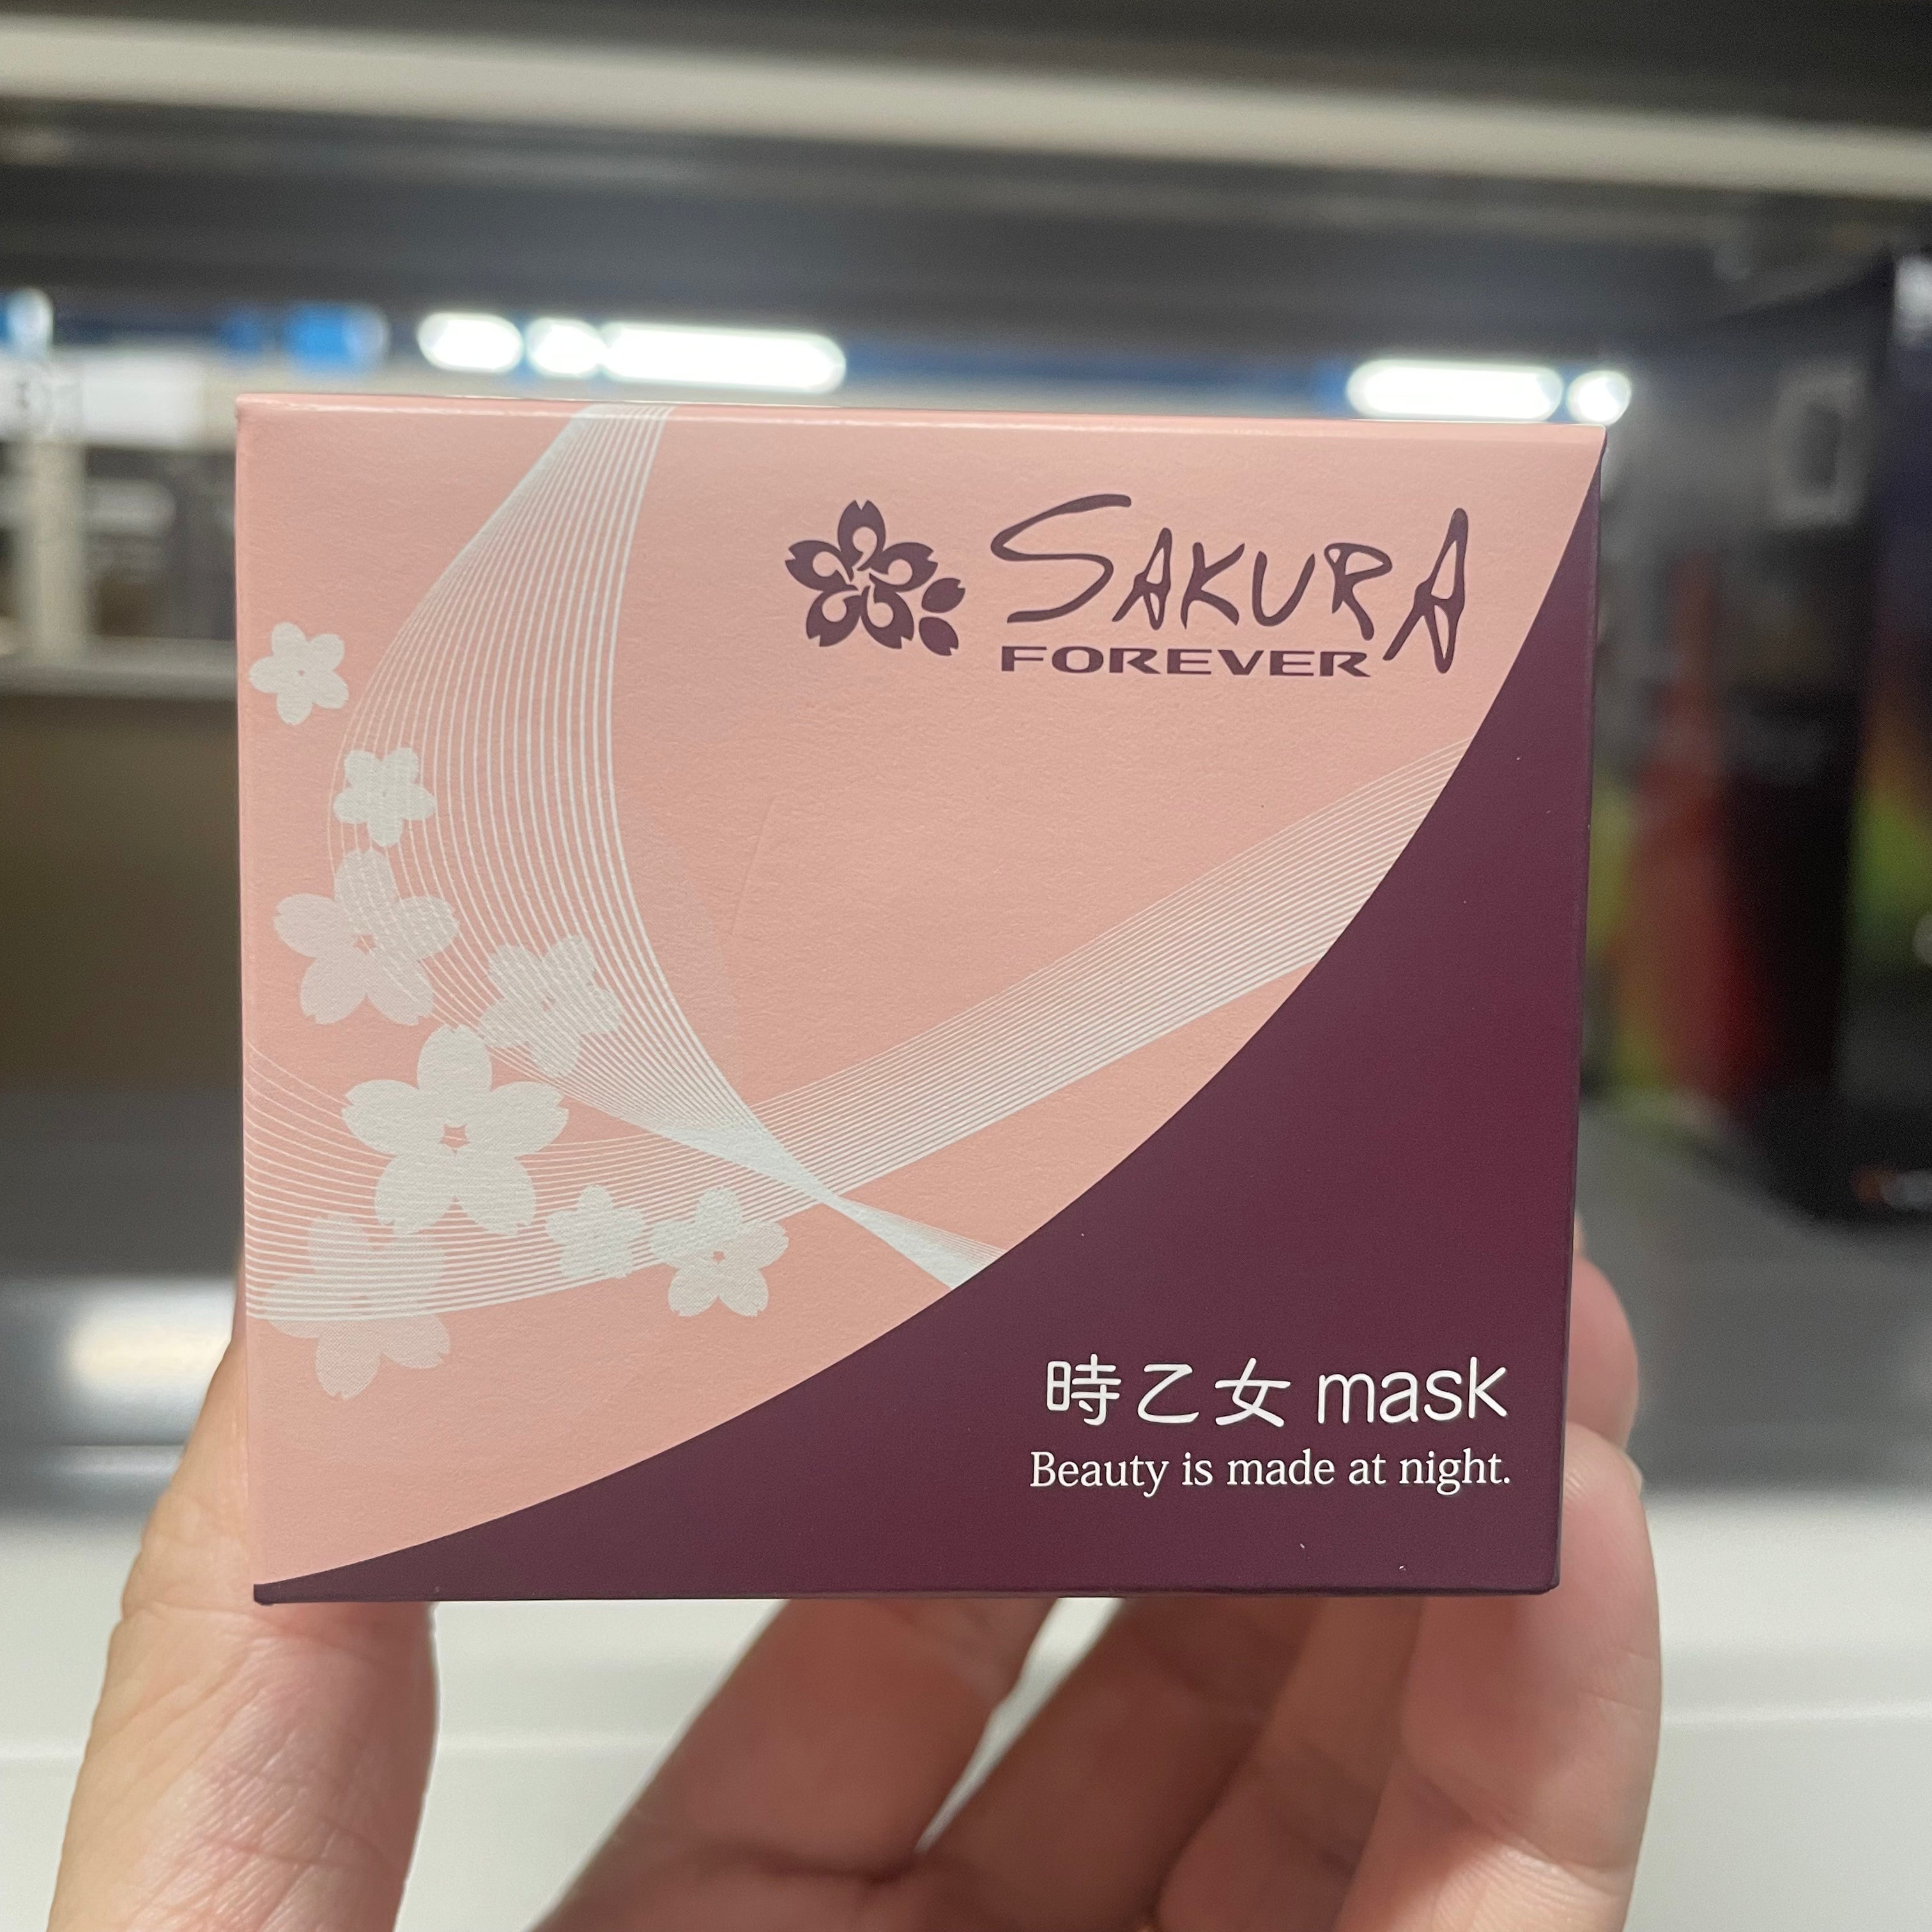 SAKURA
FOREVER
時乙女 mask
Beauty is made at night.